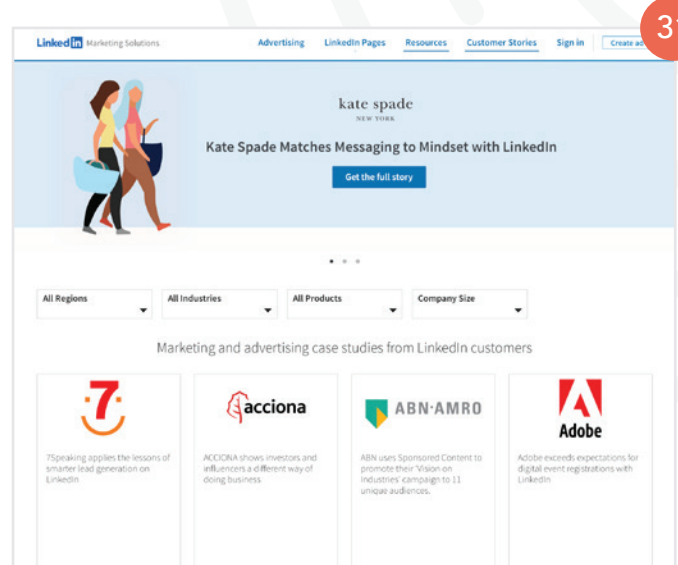 3
Linked in Marketing Solutions Advertising LinkedIn Pages Resources Customer Stories Sign in Create ad
kate spade
NEW YORK
Kate Spade Matches Messaging to Mindset with LinkedIn
Get the full story
All Regions All Industries All Products Company Size
Marketing and advertising case studies from LinkedIn customers
7
acciona
ABN·AMRO
Adobe
7Speaking applies the lessons of
smarter lead generation on
LinkedIn
ACCIONA shows investors and
influencers a different way of
doing business
ABN uses Sponsored Content to
promote their 'Vision on
Industries' campaign to 11
unique audiences.
Adobe exceeds expectations for
digital event registrations with
LinkedIn